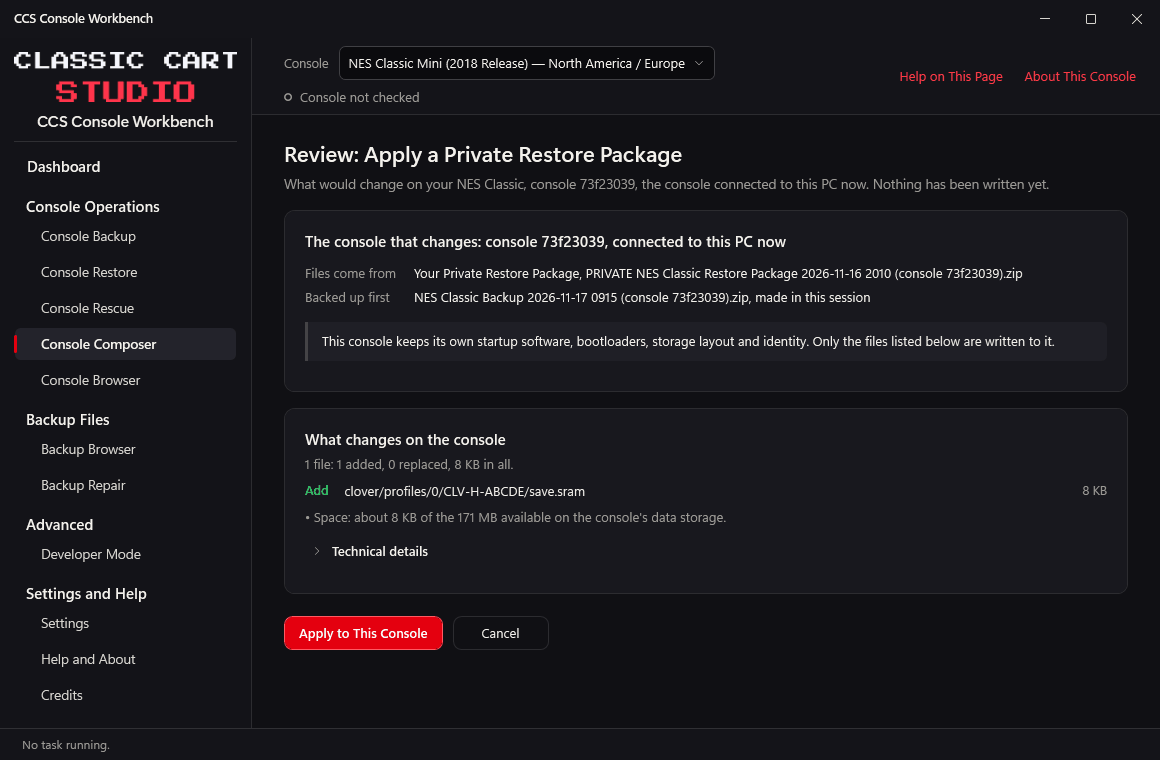 CCS Console Workbench
CLASSIC CART
STUDIO
CCS Console Workbench
Dashboard
Console Operations
Console Backup
Console Restore
Console Rescue
Console Composer
Console Browser
Backup Files
Backup Browser
Backup Repair
Advanced
Developer Mode
Settings and Help
Settings
Help and About
Credits
Console NES Classic Mini (2018 Release) — North America / Europe
Console not checked
Help on This Page About This Console
Review: Apply a Private Restore Package
What would change on your NES Classic, console 73f23039, the console connected to this PC now. Nothing has been written yet.
The console that changes: console 73f23039, connected to this PC now
Files come from Your Private Restore Package, PRIVATE NES Classic Restore Package 2026-11-16 2010 (console 73f23039).zip
Backed up first NES Classic Backup 2026-11-17 0915 (console 73f23039).zip, made in this session
This console keeps its own startup software, bootloaders, storage layout and identity. Only the files listed below are written to it.
What changes on the console
1 file: 1 added, 0 replaced, 8 KB in all.
Add clover/profiles/0/CLV-H-ABCDE/save.sram 8 KB
• Space: about 8 KB of the 171 MB available on the console's data storage.
Technical details
Apply to This Console Cancel
No task running.